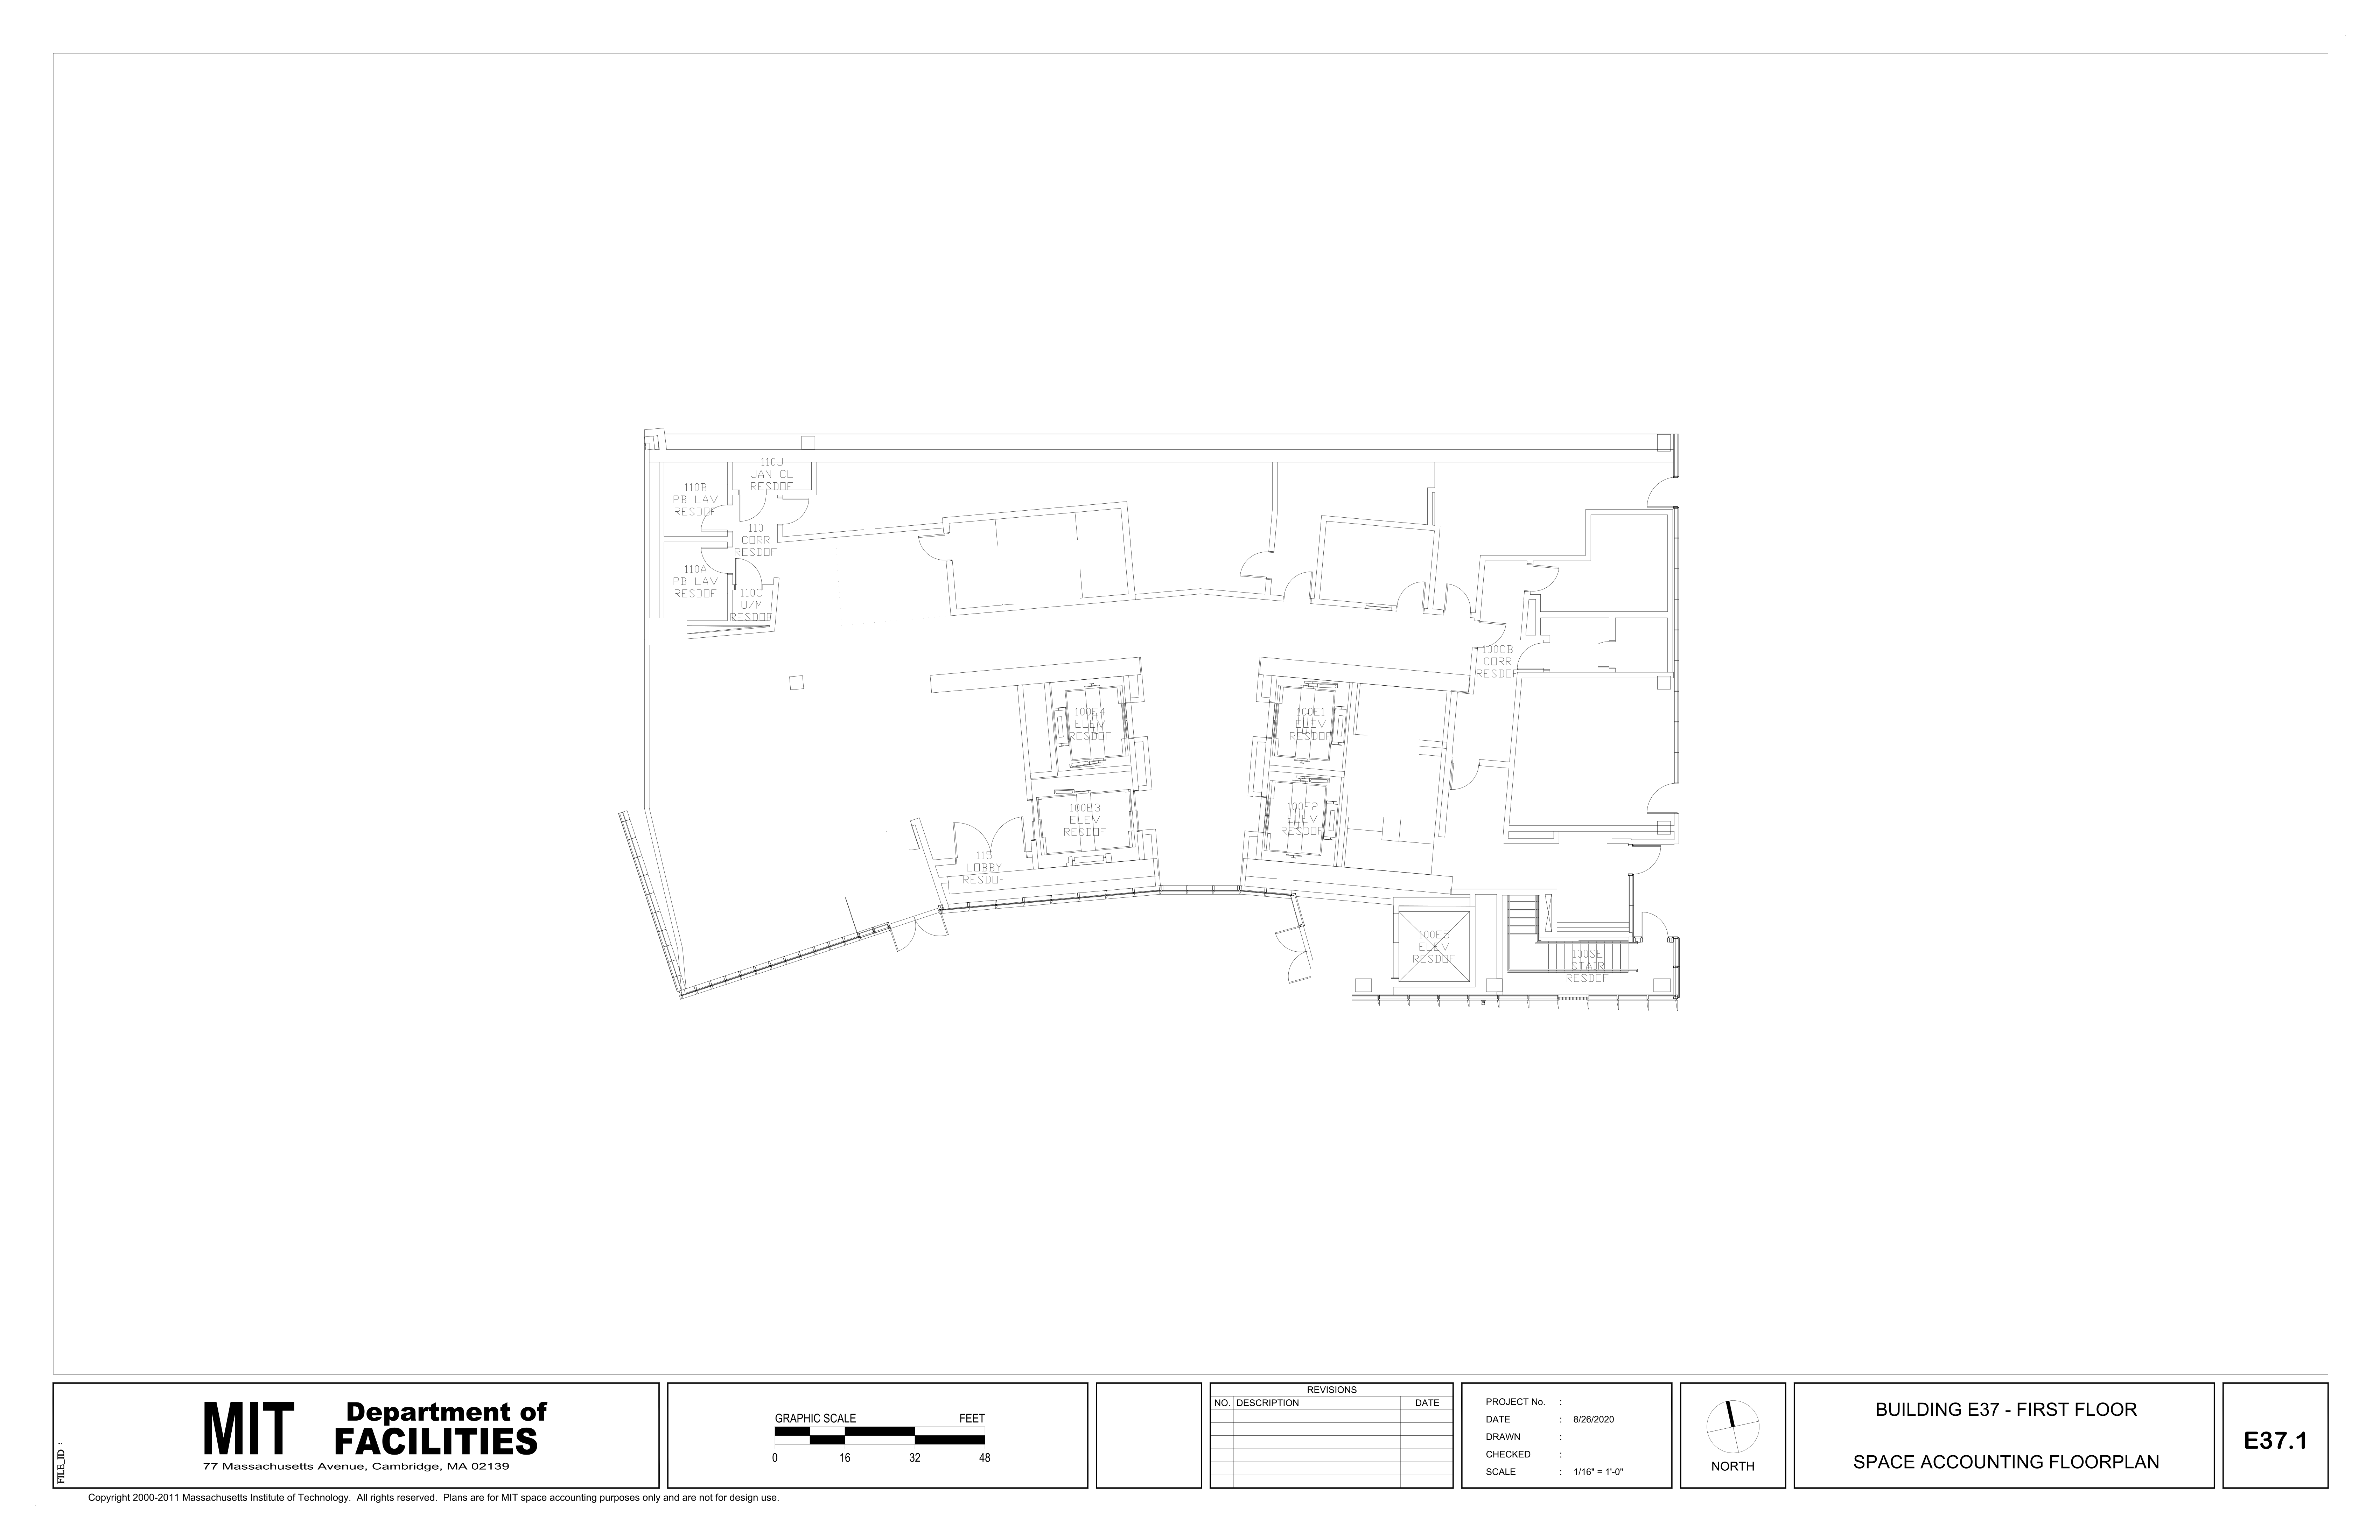 110J
JAN CL
RESDOF
110B
PB LAV
RESDOF
110
CORR
RESDOF
110A
PB LAV
RESDOF
110C
U/M
RESDOF
100CB
CORR
RESDOF
100E4
ELEV
RESDOF
100E1
ELEV
RESDOF
100E3
ELEV
RESDOF
100E2
ELEV
RESDOF
115
LOBBY
RESDOF
100E5
ELEV
RESDOF
100SE
STAIR
RESDOF
FILE_ID :
MIT
Department of
FACILITIES
77 Massachusetts Avenue, Cambridge, MA 02139
GRAPHIC SCALE FEET
0 16 32 48
REVISIONS
NO. DESCRIPTION DATE
PROJECT No. :
DATE : 8/26/2020
DRAWN :
CHECKED :
SCALE : 1/16" = 1'-0"
NORTH
BUILDING E37 - FIRST FLOOR
SPACE ACCOUNTING FLOORPLAN
E37.1
Copyright 2000-2011 Massachusetts Institute of Technology. All rights reserved. Plans are for MIT space accounting purposes only and are not for design use.